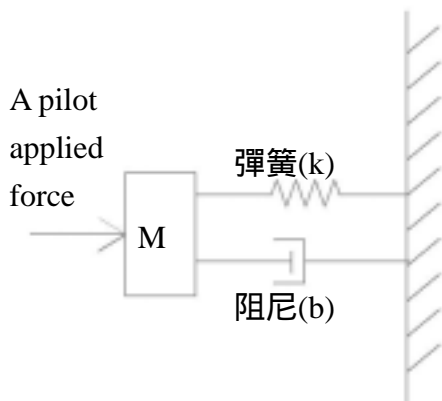 A pilot
applied
force
彈簧(k)
M
阻尼(b)